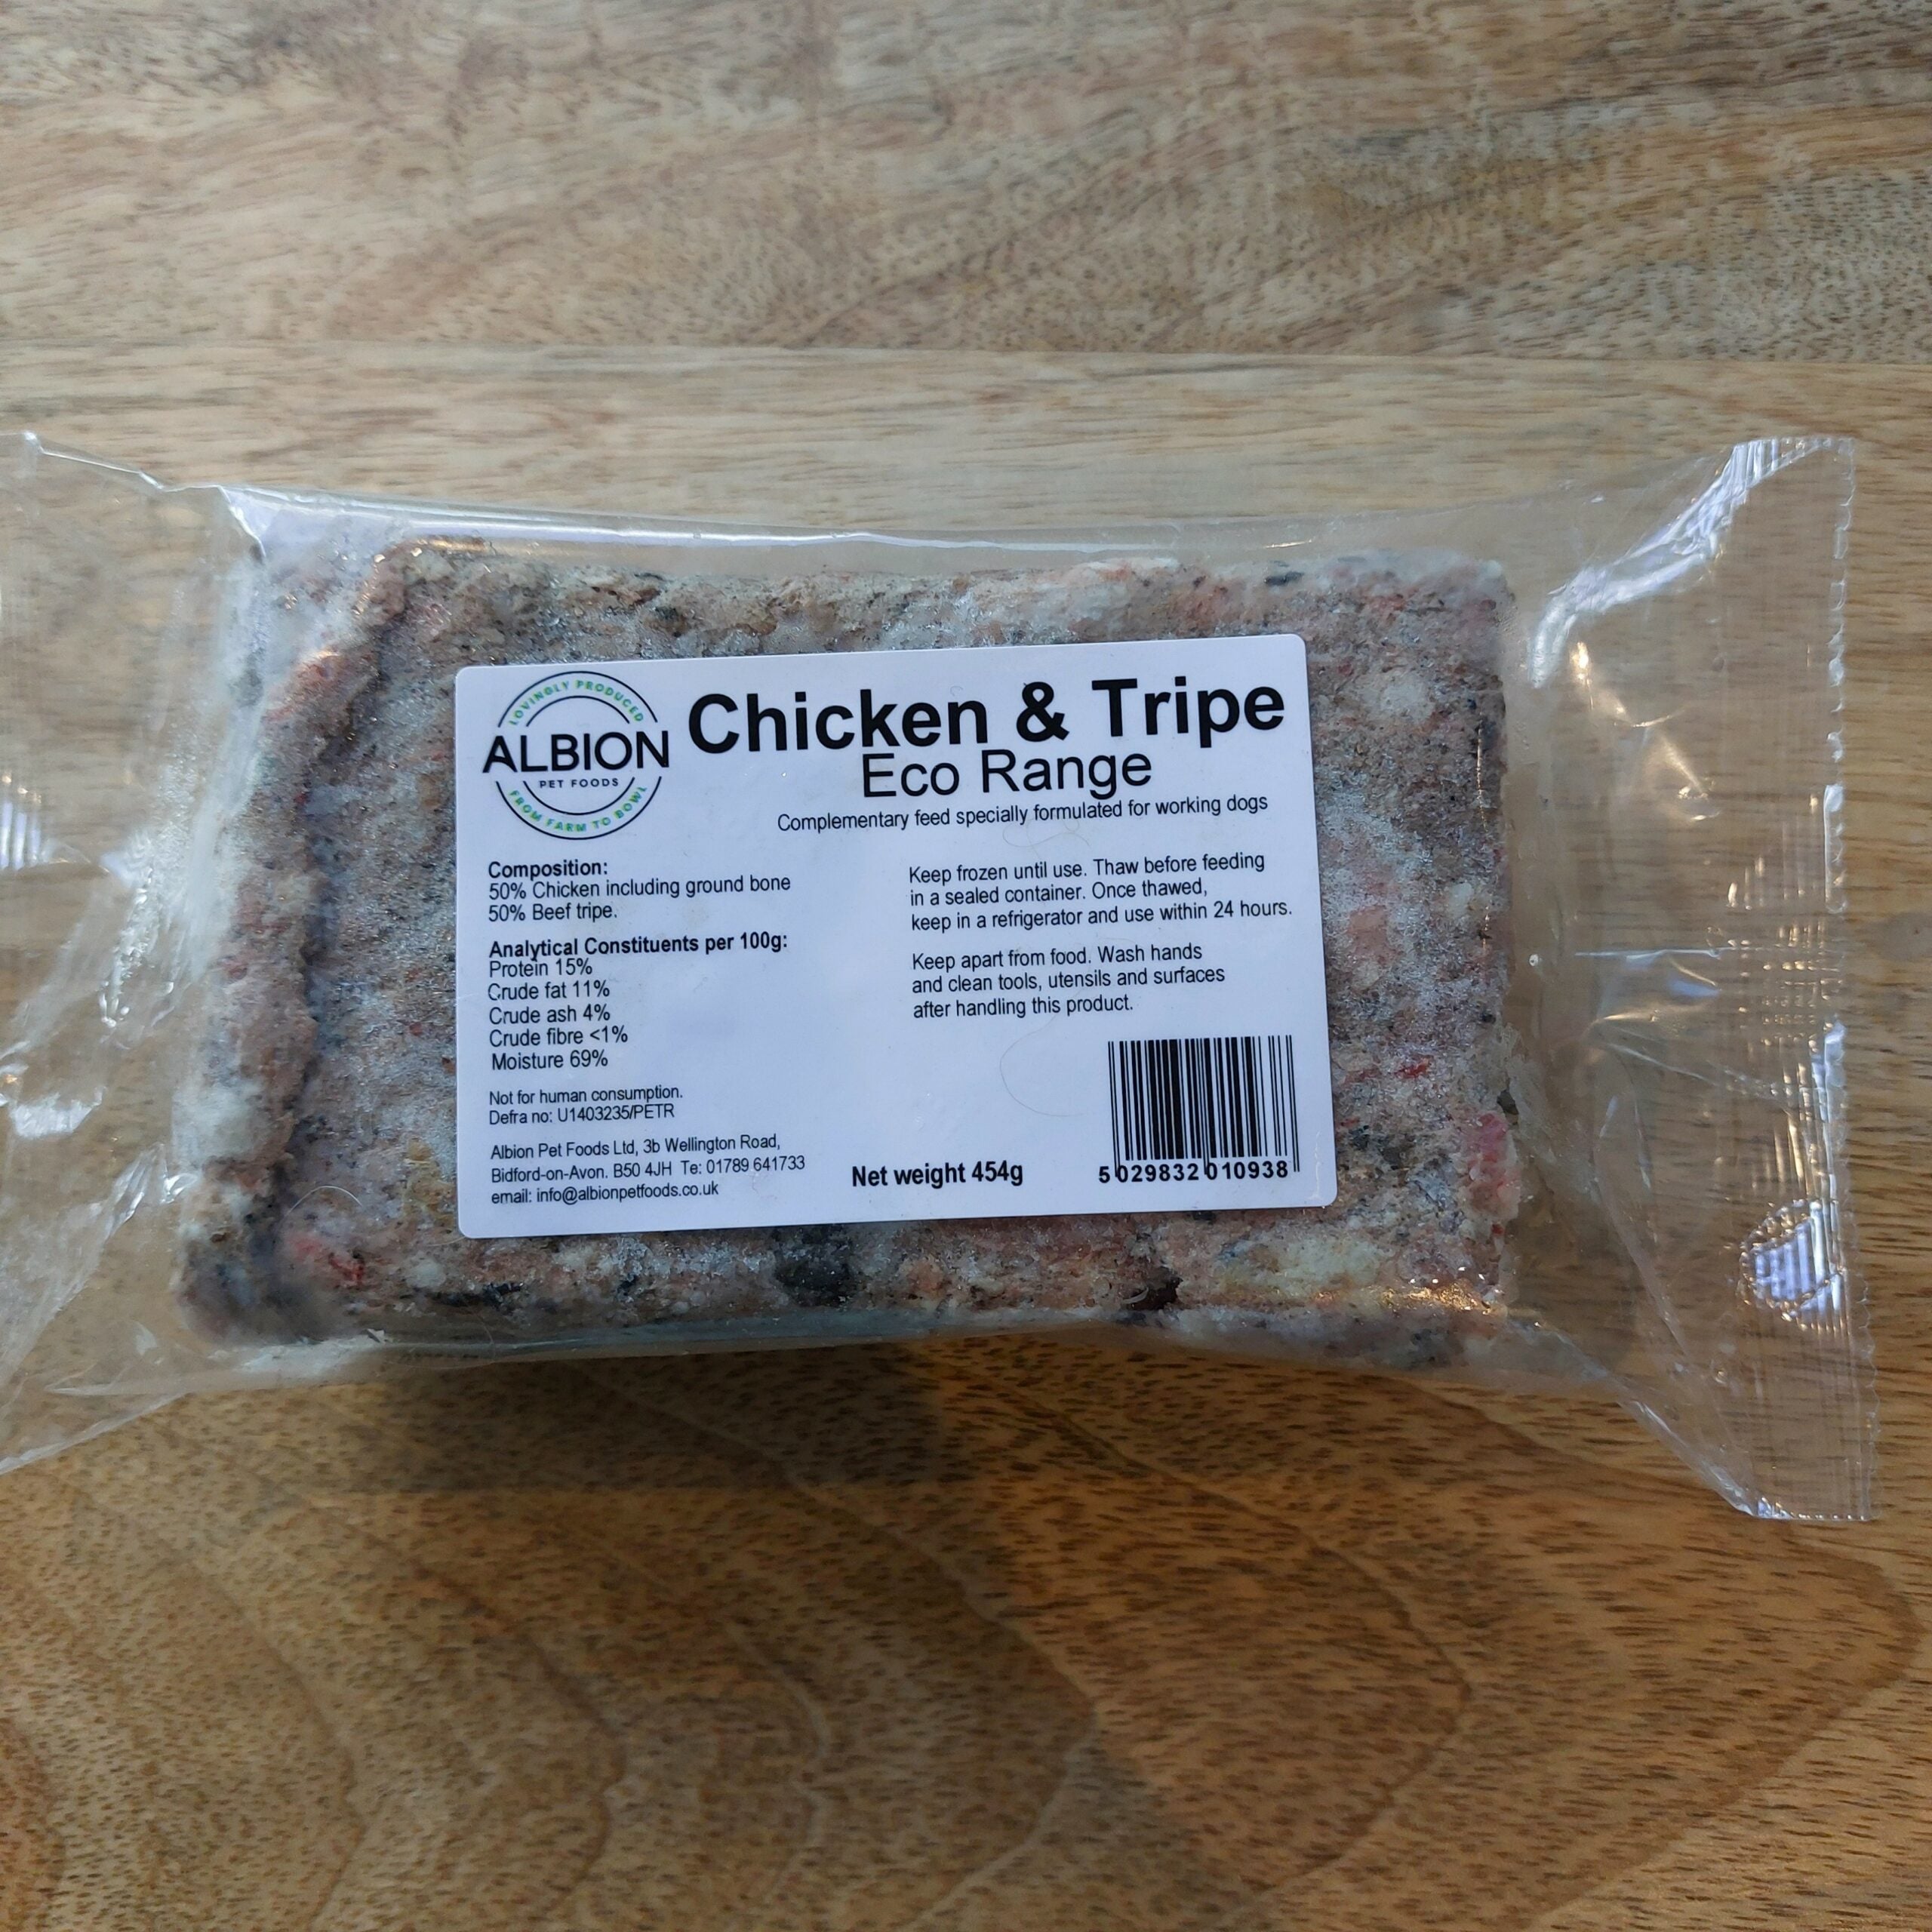 LOVINGLY PRODUCED
ALBION
PET FOODS
FROM FARM TO BOWL
Chicken & Tripe
Eco Range
Complementary feed specially formulated for working dogs
Composition:
50% Chicken including ground bone
50% Beef tripe.
Analytical Constituents per 100g:
Protein 15%
Crude fat 11%
Crude ash 4%
Crude fibre <1%
Moisture 69%
Not for human consumption.
Defra no: U1403235/PETR
Albion Pet Foods Ltd, 3b Wellington Road,
Bidford-on-Avon. B50 4JH Te: 01789 641733
email: info@albionpetfoods.co.uk
Keep frozen until use. Thaw before feeding
in a sealed container. Once thawed,
keep in a refrigerator and use within 24 hours.
Keep apart from food. Wash hands
and clean tools, utensils and surfaces
after handling this product.
Net weight 454g
5 029832 010938